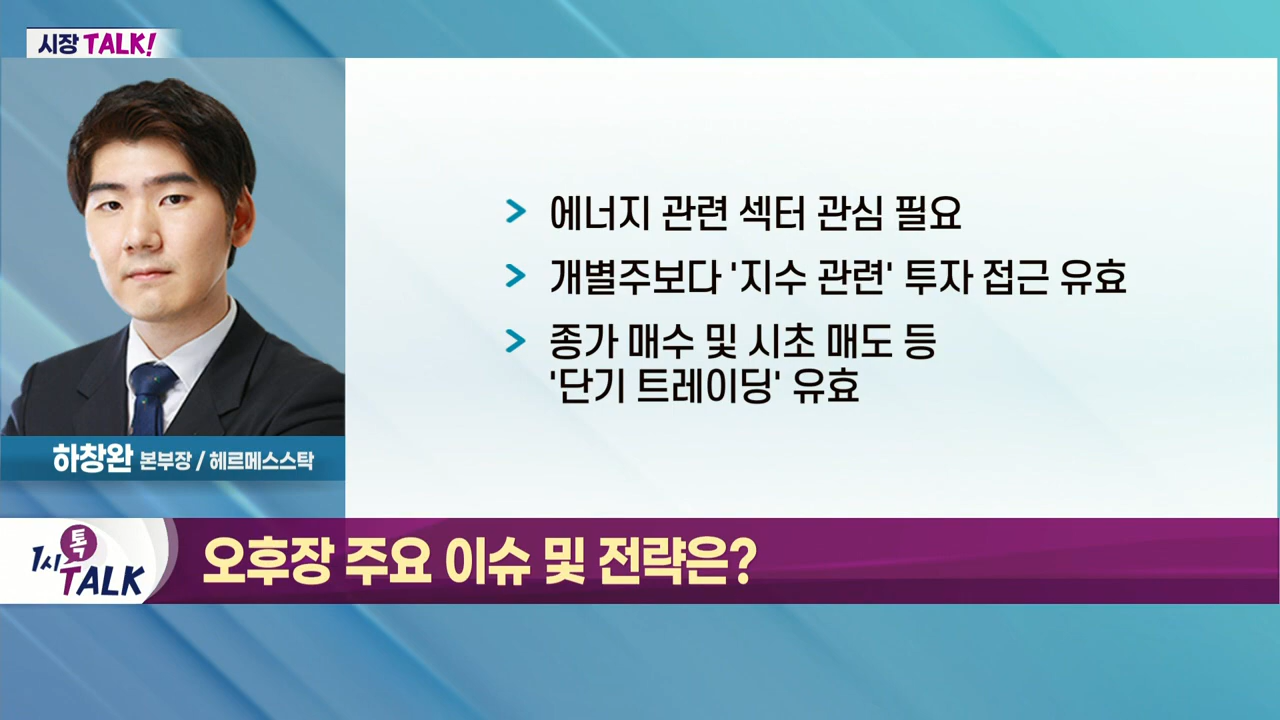 시장 TALK!
에너지 관련 섹터 관심 필요
개별주보다 '지수 관련' 투자 접근 유효
종가 매수 및 시초 매도 등
'단기 트레이딩' 유효
하창완 본부장 / 헤르메스스탁
1시 톡 TALK
오후장 주요 이슈 및 전략은?